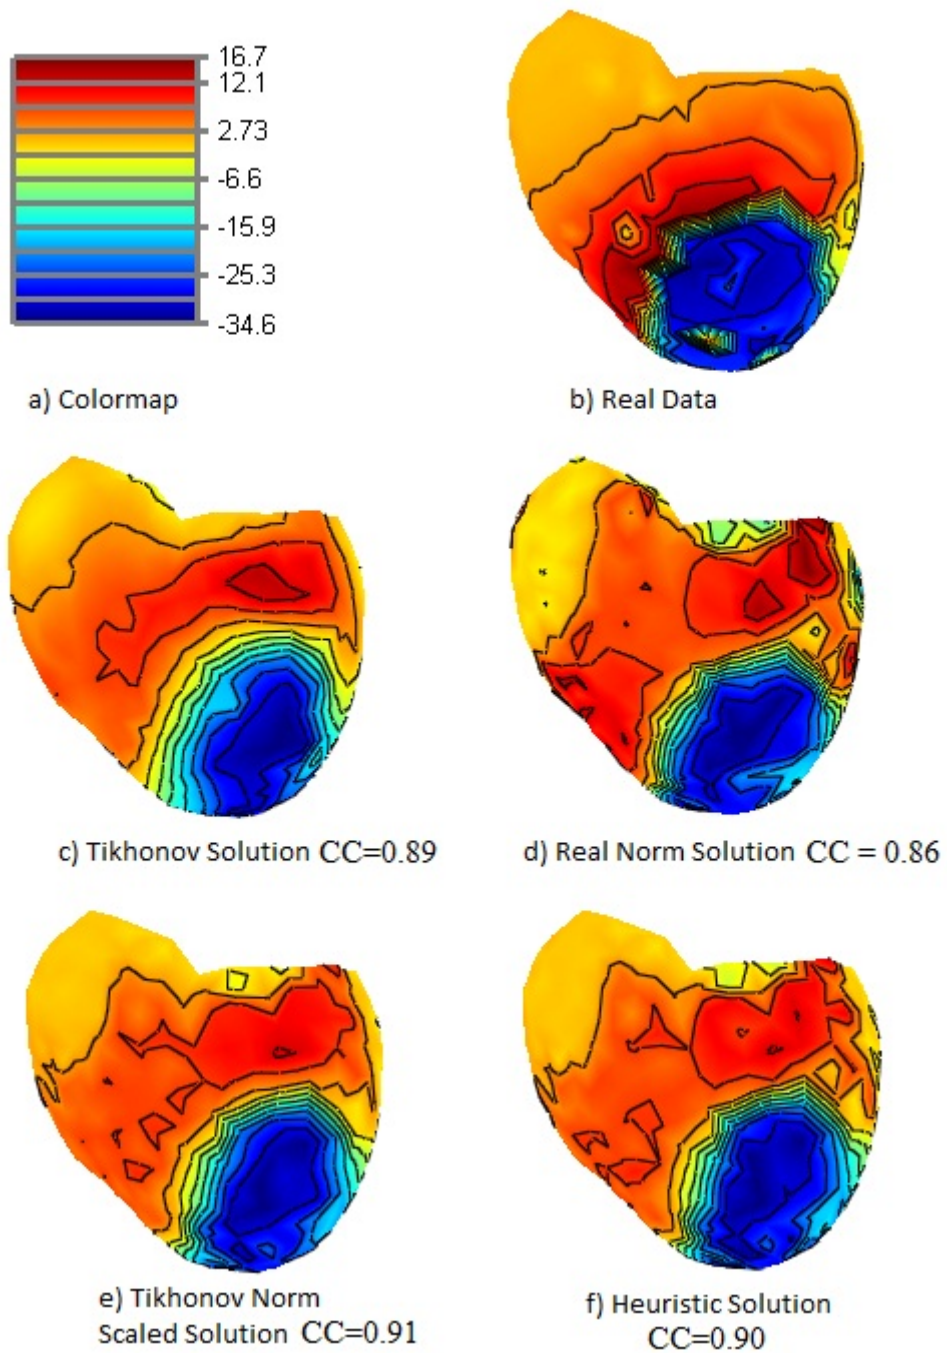 16.7
12.1
2.73
-6.6
-15.9
-25.3
-34.6
a) Colormap
b) Real Data
c) Tikhonov Solution CC=0.89
d) Real Norm Solution CC = 0.86
e) Tikhonov Norm
Scaled Solution CC=0.91
f) Heuristic Solution
CC=0.90